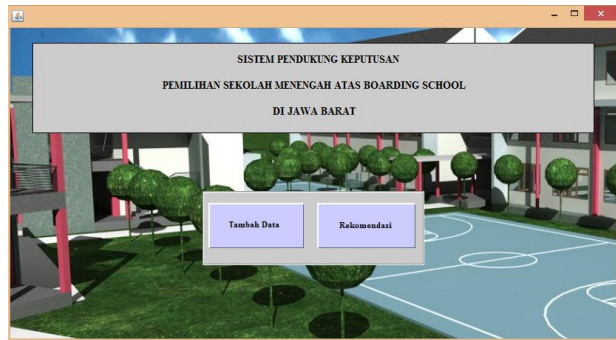 SISTEM PENDUKUNG KEPUTUSAN
PEMILIHAN SEKOLAH MENENGAH ATAS BOARDING SCHOOL
DI JAWA BARAT
Tambah Data
Rekomendasi